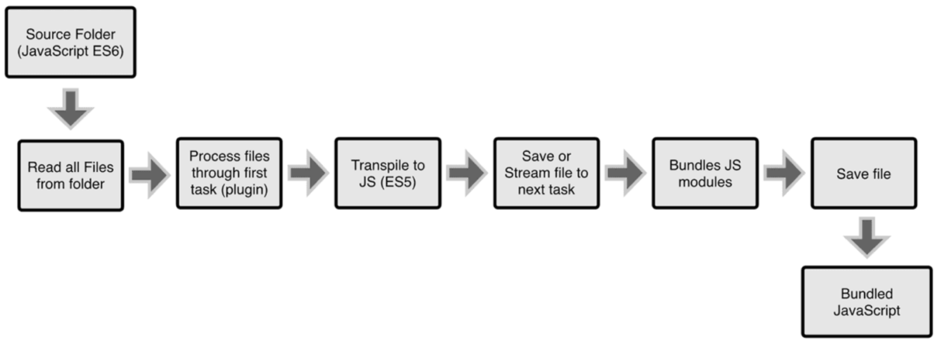 Source Folder
(JavaScript ES6)
Read all Files
from folder
Process files
through first
task (plugin)
Transpile to
JS (ES5)
Save or
Stream file to
next task
Bundles JS
modules
Save file
Bundled
JavaScript